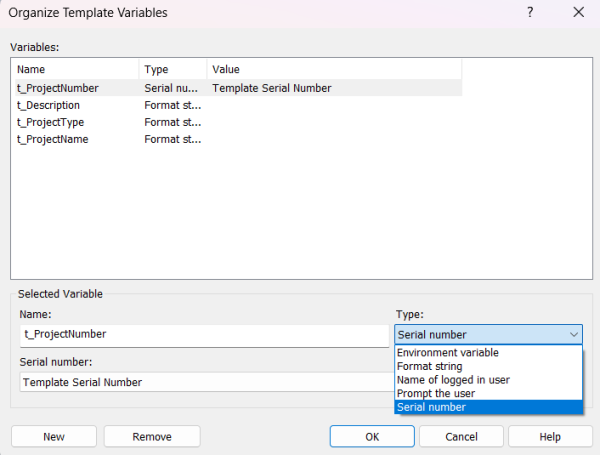 Organize Template Variables ?
Variables:
Name Type Value
t_ProjectNumber Serial nu... Template Serial Number
t_Description Format st...
t_ProjectType Format st...
t_ProjectName Format st...
Selected Variable
Name: Type:
t_ProjectNumber Serial number
Serial number: Environment variable
Format string
Name of logged in user
Template Serial Number Prompt the user
Serial number
New Remove OK Cancel Help